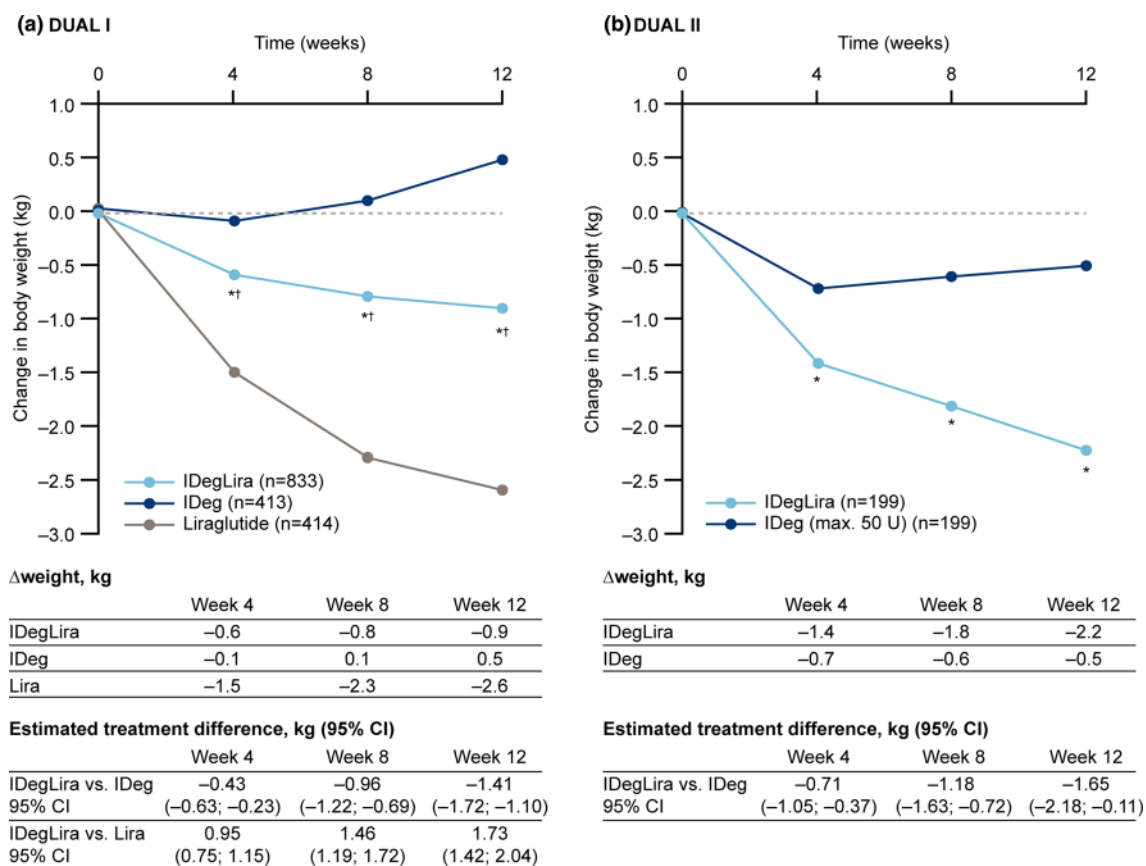 (a) DUAL I
Time (weeks)
0 4 8 12
1.0
0.5
0.0
–0.5
–1.0
–1.5
–2.0
–2.5
–3.0
Change in body weight (kg)
*†
*†
*†
IDegLira (n=833)
IDeg (n=413)
Liraglutide (n=414)
Δweight, kg
Week 4 Week 8 Week 12
IDegLira –0.6 –0.8 –0.9
IDeg –0.1 0.1 0.5
Lira –1.5 –2.3 –2.6
Estimated treatment difference, kg (95% CI)
Week 4 Week 8 Week 12
IDegLira vs. IDeg –0.43 –0.96 –1.41
95% CI (–0.63; –0.23) (–1.22; –0.69) (–1.72; –1.10)
IDegLira vs. Lira 0.95 1.46 1.73
95% CI (0.75; 1.15) (1.19; 1.72) (1.42; 2.04)
(b) DUAL II
Time (weeks)
0 4 8 12
1.0
0.5
0.0
–0.5
–1.0
–1.5
–2.0
–2.5
–3.0
Change in body weight (kg)
*
*
*
IDegLira (n=199)
IDeg (max. 50 U) (n=199)
Δweight, kg
Week 4 Week 8 Week 12
IDegLira –1.4 –1.8 –2.2
IDeg –0.7 –0.6 –0.5
Estimated treatment difference, kg (95% CI)
Week 4 Week 8 Week 12
IDegLira vs. IDeg –0.71 –1.18 –1.65
95% CI (–1.05; –0.37) (–1.63; –0.72) (–2.18; –0.11)